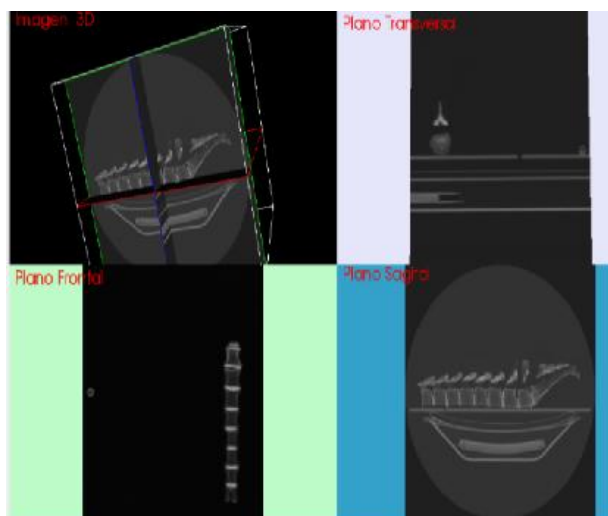 Imagen 3D
Plano Transversal
Plano Frontal
Plano Sagital